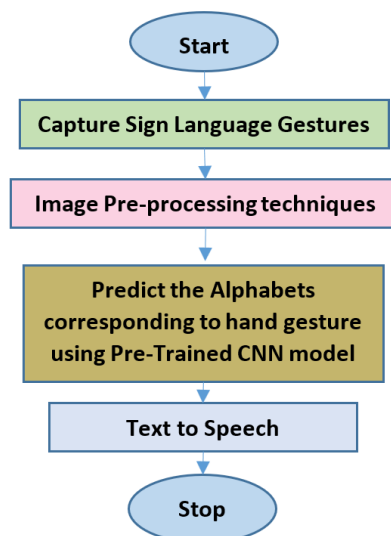 Start
Capture Sign Language Gestures
Image Pre-processing techniques
Predict the Alphabets
corresponding to hand gesture
using Pre-Trained CNN model
Text to Speech
Stop